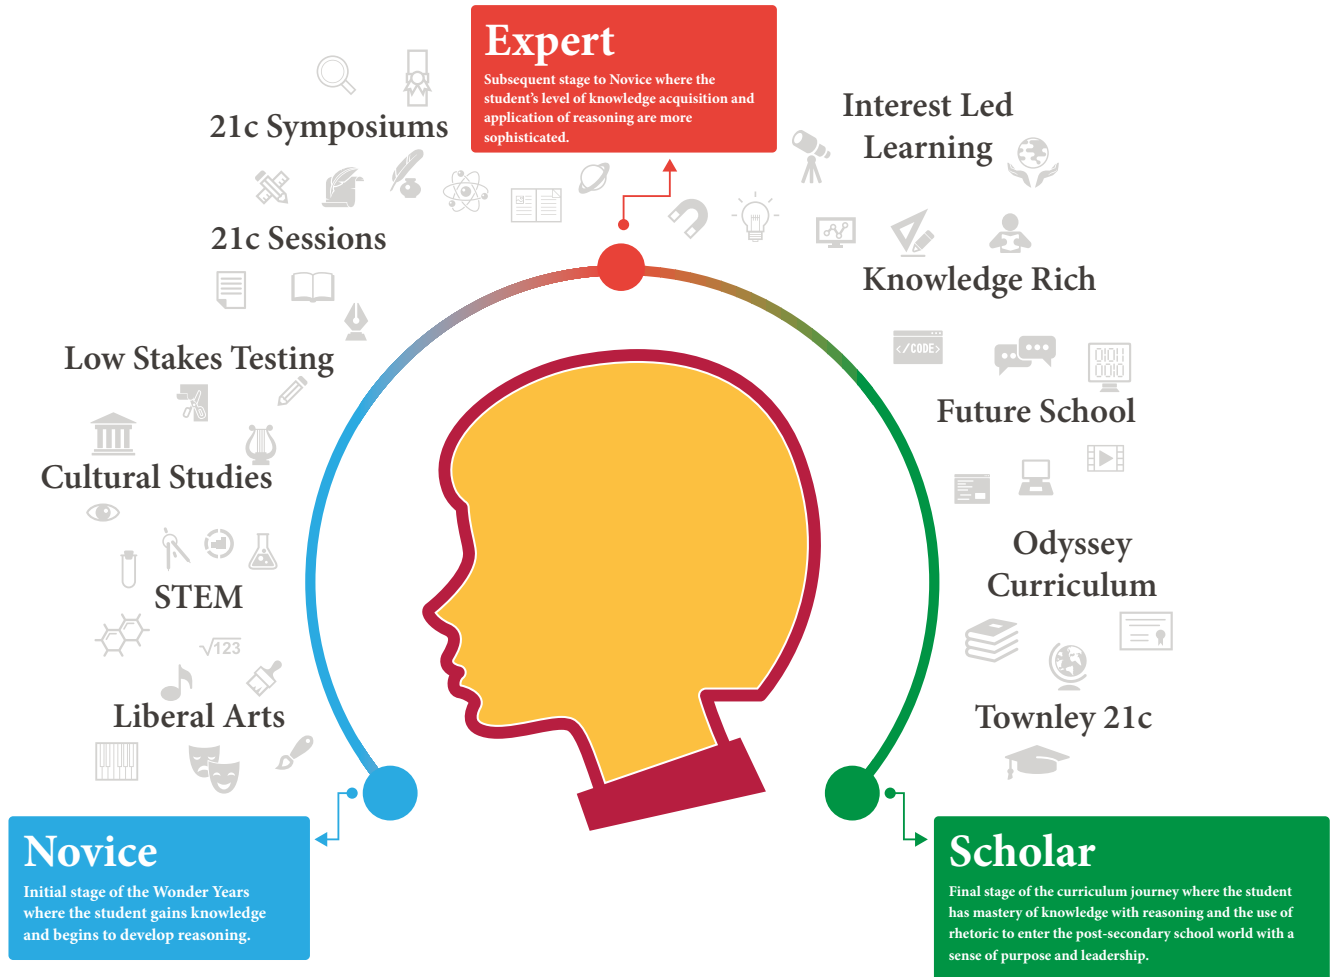 Expert
Subsequent stage to Novice where the
student's level of knowledge acquisition and
application of reasoning are more
sophisticated.
21c Symposiums
Interest Led
Learning
21c Sessions
Knowledge Rich
Low Stakes Testing
</CODE>
01011
0010
Future School
Cultural Studies
Odyssey
Curriculum
STEM
√123
Liberal Arts
Townley 21c
Novice
Initial stage of the Wonder Years
where the student gains knowledge
and begins to develop reasoning.
Scholar
Final stage of the curriculum journey where the student
has mastery of knowledge with reasoning and the use of
rhetoric to enter the post-secondary school world with a
sense of purpose and leadership.